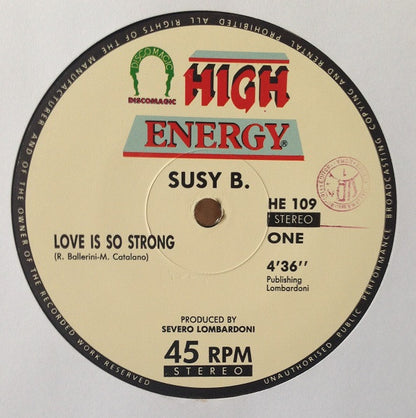 ALL RIGHTS OF THE MANUFACTURER AND OF THE OWNER OF THE RECORDED WORK RESERVED
UNAUTHORISED PUBLIC PERFORMANCE BROADCASTING COPYING AND RENTAL PROHIBITED
DISCO MAGIC
DISCOMAGIC
HIGH
ENERGY®
SUSY B.
HE 109
STEREO
LOVE IS SO STRONG
ONE
(R. Ballerini-M. Catalano)
4'36''
Publishing
Lombardoni
PRODUCED BY
SEVERO LOMBARDONI
45 RPM
STEREO